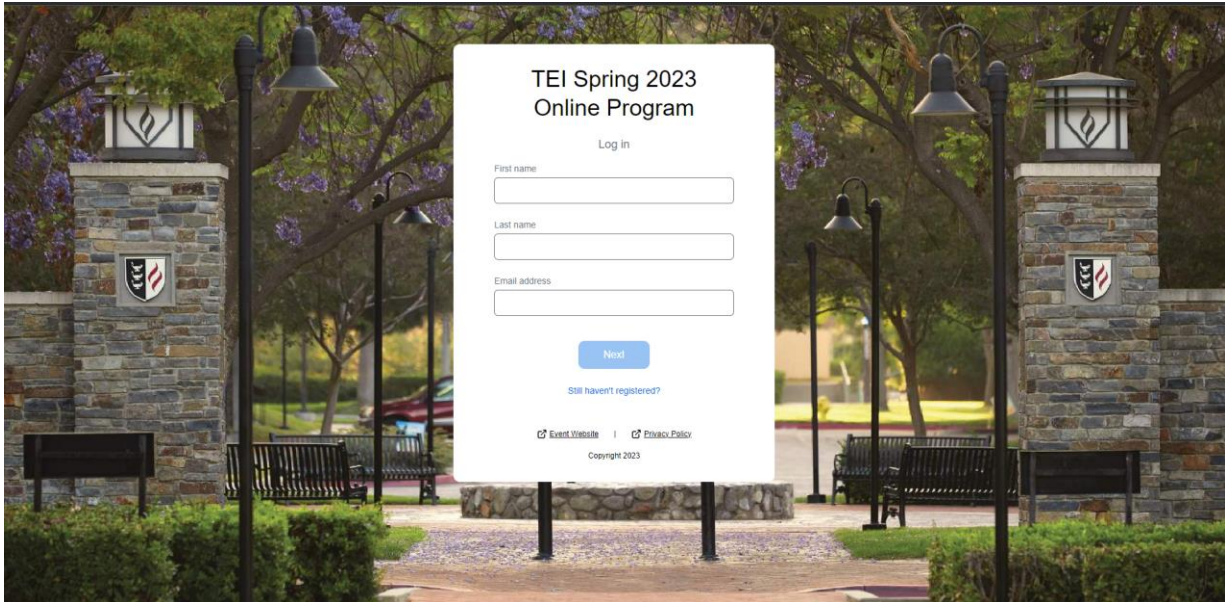 TEI Spring 2023
Online Program
Log in
First name
Last name
Email address
Next
Still haven't registered?
Event Website | Privacy Policy
Copyright 2023